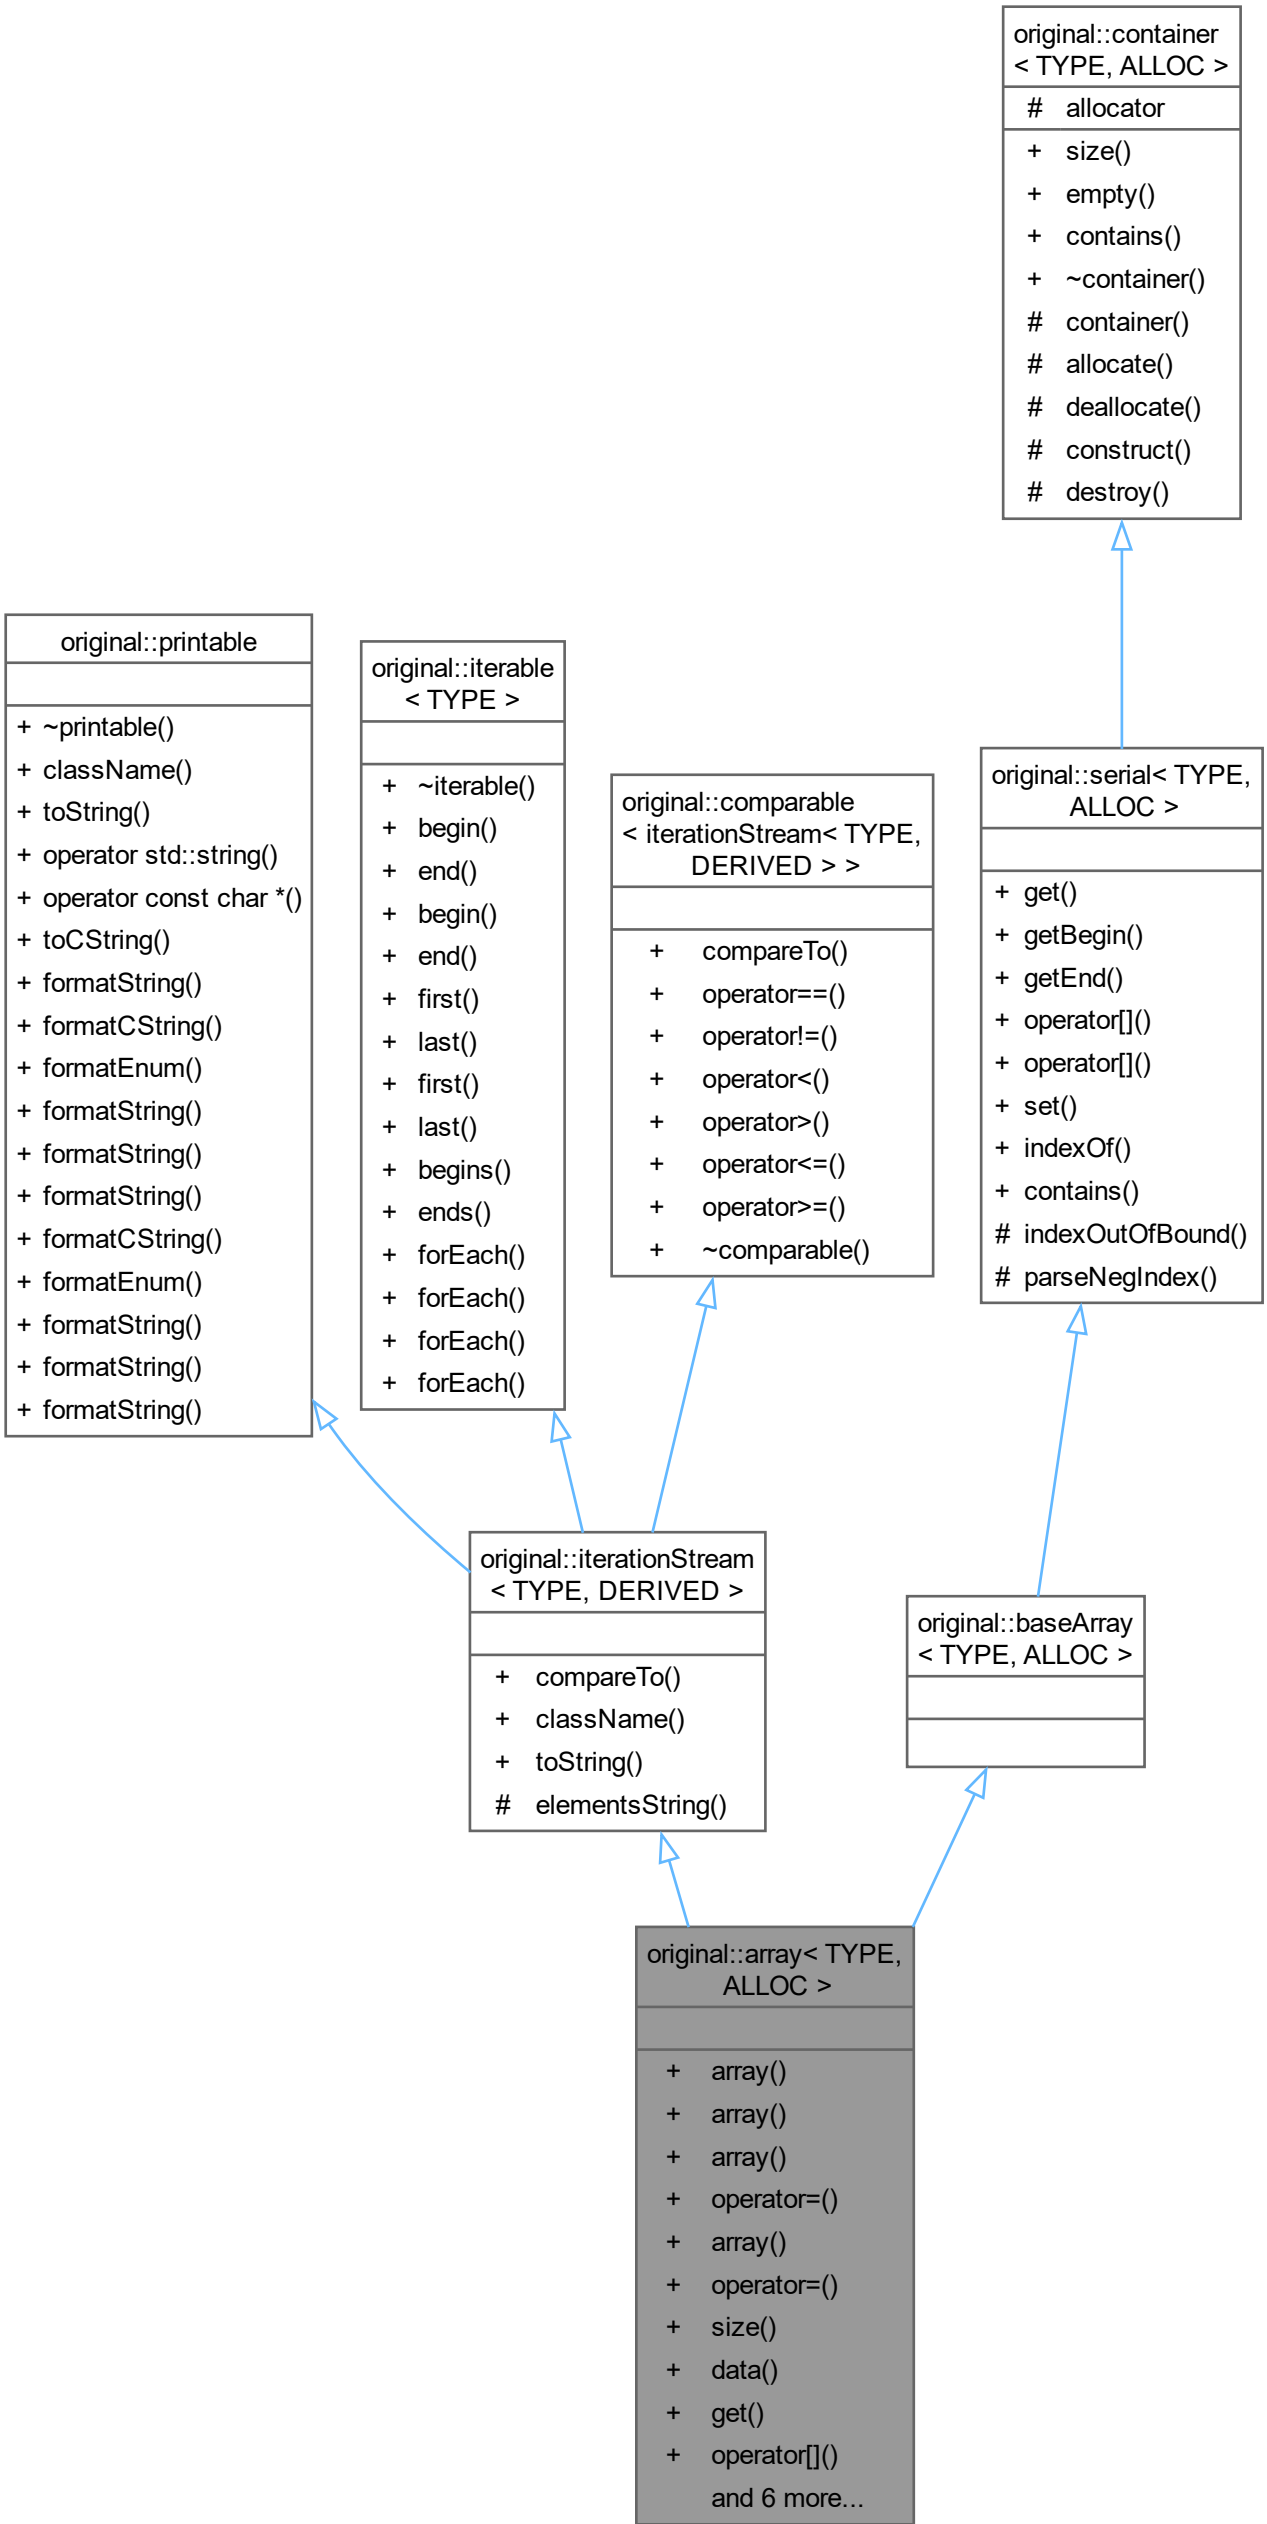 original::container
< TYPE, ALLOC >
# allocator
+ size()
+ empty()
+ contains()
+ ~container()
# container()
# allocate()
# deallocate()
# construct()
# destroy()
original::printable
+ ~printable()
+ className()
+ toString()
+ operator std::string()
+ operator const char *()
+ toCString()
+ formatString()
+ formatCString()
+ formatEnum()
+ formatString()
+ formatString()
+ formatString()
+ formatCString()
+ formatEnum()
+ formatString()
+ formatString()
+ formatString()
original::iterable
< TYPE >
+ ~iterable()
+ begin()
+ end()
+ begin()
+ end()
+ first()
+ last()
+ first()
+ last()
+ begins()
+ ends()
+ forEach()
+ forEach()
+ forEach()
+ forEach()
original::comparable
< iterationStream< TYPE,
DERIVED > >
+ compareTo()
+ operator==()
+ operator!=()
+ operator<()
+ operator>()
+ operator<=()
+ operator>=()
+ ~comparable()
original::serial< TYPE,
ALLOC >
+ get()
+ getBegin()
+ getEnd()
+ operator[]()
+ operator[]()
+ set()
+ indexOf()
+ contains()
# indexOutOfBound()
# parseNegIndex()
original::iterationStream
< TYPE, DERIVED >
+ compareTo()
+ className()
+ toString()
# elementsString()
original::baseArray
< TYPE, ALLOC >
original::array< TYPE,
ALLOC >
+ array()
+ array()
+ array()
+ operator=()
+ array()
+ operator=()
+ size()
+ data()
+ get()
+ operator[]()
and 6 more...